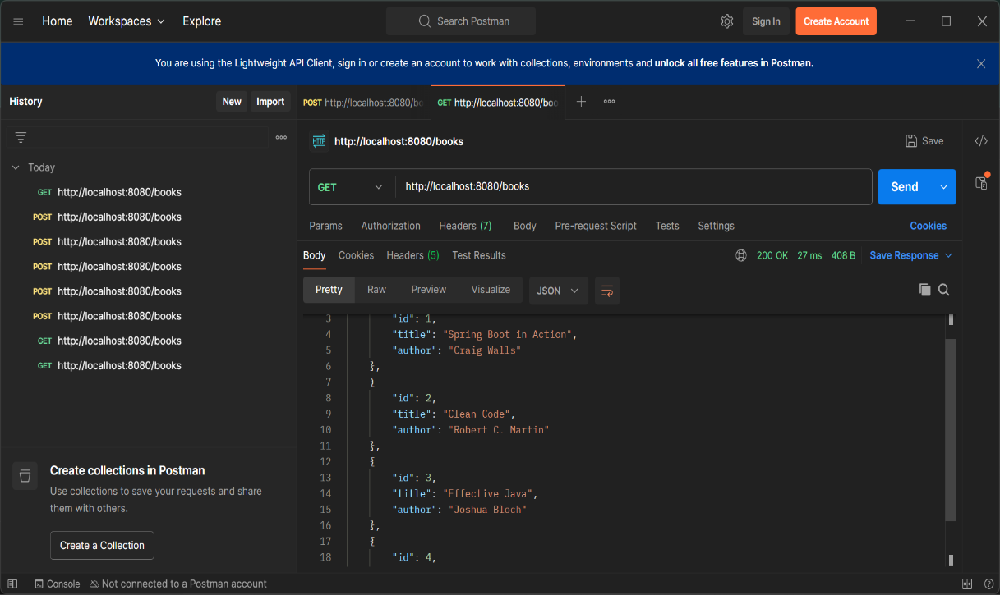 Home Workspaces Explore Search Postman Sign In Create Account
You are using the Lightweight API Client, sign in or create an account to work with collections, environments and unlock all free features in Postman.
History New Import
POST http://localhost:8080/bo GET http://localhost:8080/boo
HTTP http://localhost:8080/books Save
Today
GET http://localhost:8080/books
POST http://localhost:8080/books
POST http://localhost:8080/books
POST http://localhost:8080/books
POST http://localhost:8080/books
POST http://localhost:8080/books
GET http://localhost:8080/books
GET http://localhost:8080/books
Create collections in Postman
Use collections to save your requests and share
them with others.
Create a Collection
GET http://localhost:8080/books Send
Params Authorization Headers (7) Body Pre-request Script Tests Settings Cookies
Body Cookies Headers (5) Test Results 200 OK 27 ms 408 B Save Response
Pretty Raw Preview Visualize JSON
3 "id": 1,
4 "title": "Spring Boot in Action",
5 "author": "Craig Walls"
6 },
7 {
8 "id": 2,
9 "title": "Clean Code",
10 "author": "Robert C. Martin"
11 },
12 {
13 "id": 3,
14 "title": "Effective Java",
15 "author": "Joshua Bloch"
16 },
17 {
18 "id": 4,
Console Not connected to a Postman account